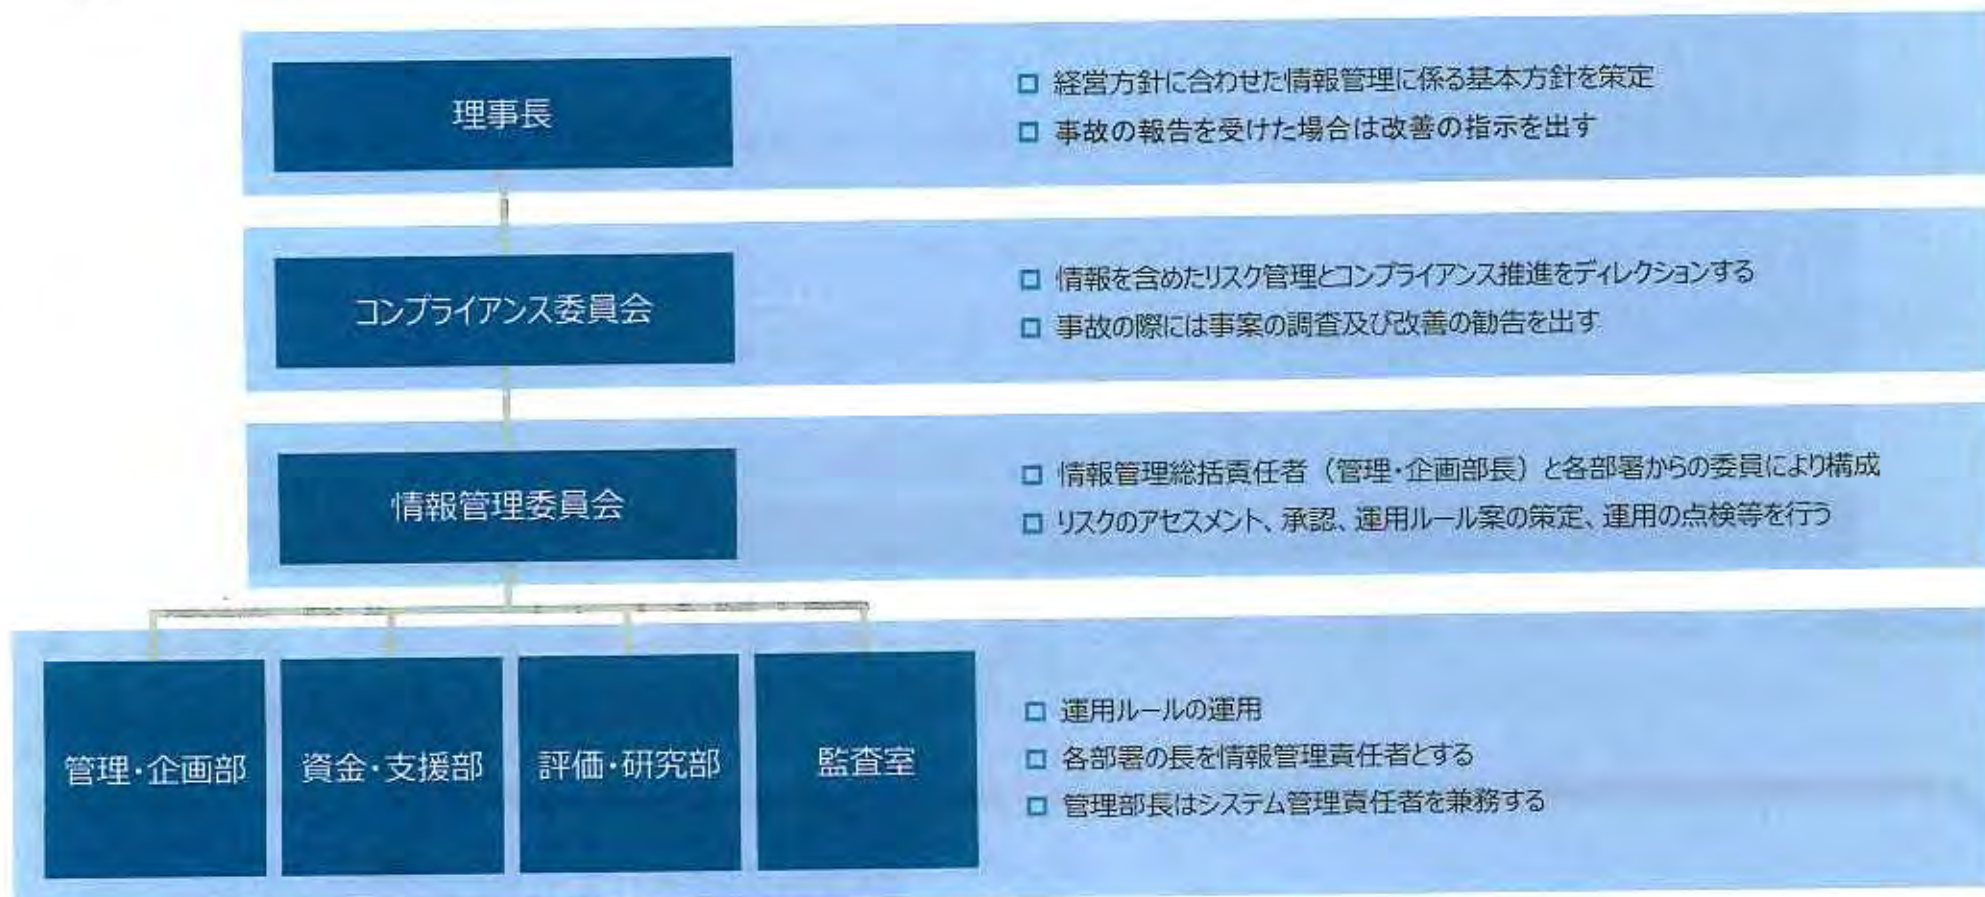 理事長
□ 経営方針に合わせた情報管理に係る基本方針を策定
□ 事故の報告を受けた場合は改善の指示を出す
コンプライアンス委員会
□ 情報を含めたリスク管理とコンプライアンス推進をディレクションする
□ 事故の際には事案の調査及び改善の勧告を出す
情報管理委員会
□ 情報管理総括責任者（管理・企画部長）と各部署からの委員により構成
□ リスクのアセスメント、承認、運用ルール案の策定、運用の点検等を行う
管理・企画部
資金・支援部
評価・研究部
監査室
□ 運用ルールの運用
□ 各部署の長を情報管理責任者とする
□ 管理部長はシステム管理責任者を兼務する